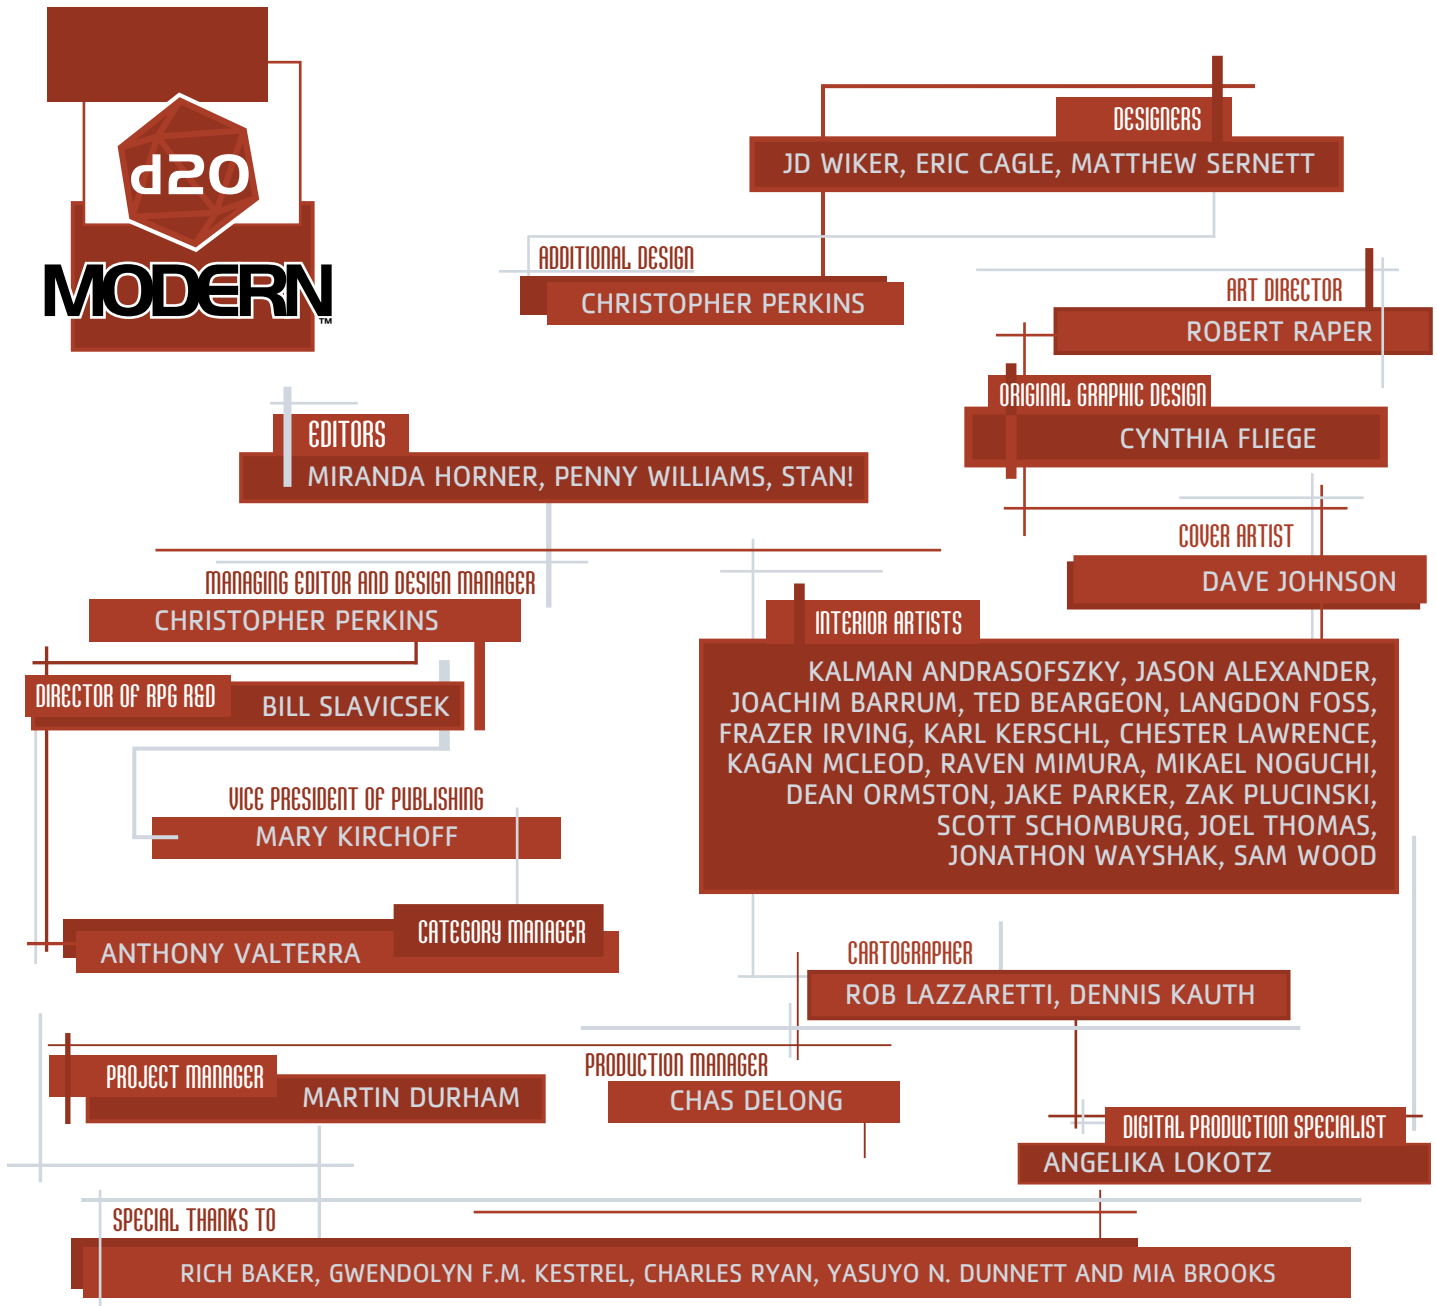 d20
MODERN™
DESIGNERS
JD WIKER, ERIC CAGLE, MATTHEW SERNETT
ADDITIONAL DESIGN
CHRISTOPHER PERKINS
ART DIRECTOR
ROBERT RAPER
ORIGINAL GRAPHIC DESIGN
CYNTHIA FLIEGE
EDITORS
MIRANDA HORNER, PENNY WILLIAMS, STAN!
COVER ARTIST
DAVE JOHNSON
MANAGING EDITOR AND DESIGN MANAGER
CHRISTOPHER PERKINS
INTERIOR ARTISTS
KALMAN ANDRASOFSZKY, JASON ALEXANDER,
JOACHIM BARRUM, TED BEARGEON, LANGDON FOSS,
FRAZER IRVING, KARL KERSCHL, CHESTER LAWRENCE,
KAGAN MCLEOD, RAVEN MIMURA, MIKAEL NOGUCHI,
DEAN ORMSTON, JAKE PARKER, ZAK PLUCINSKI,
SCOTT SCHOMBURG, JOEL THOMAS,
JONATHON WAYSHAK, SAM WOOD
DIRECTOR OF RPG R&D
BILL SLAVICSEK
VICE PRESIDENT OF PUBLISHING
MARY KIRCHOFF
CATEGORY MANAGER
ANTHONY VALTERRA
CARTOGRAPHER
ROB LAZZARETTI, DENNIS KAUTH
PROJECT MANAGER
MARTIN DURHAM
PRODUCTION MANAGER
CHAS DELONG
DIGITAL PRODUCTION SPECIALIST
ANGELIKA LOKOTZ
SPECIAL THANKS TO
RICH BAKER, GWENDOLYN F.M. KESTREL, CHARLES RYAN, YASUYO N. DUNNETT AND MIA BROOKS